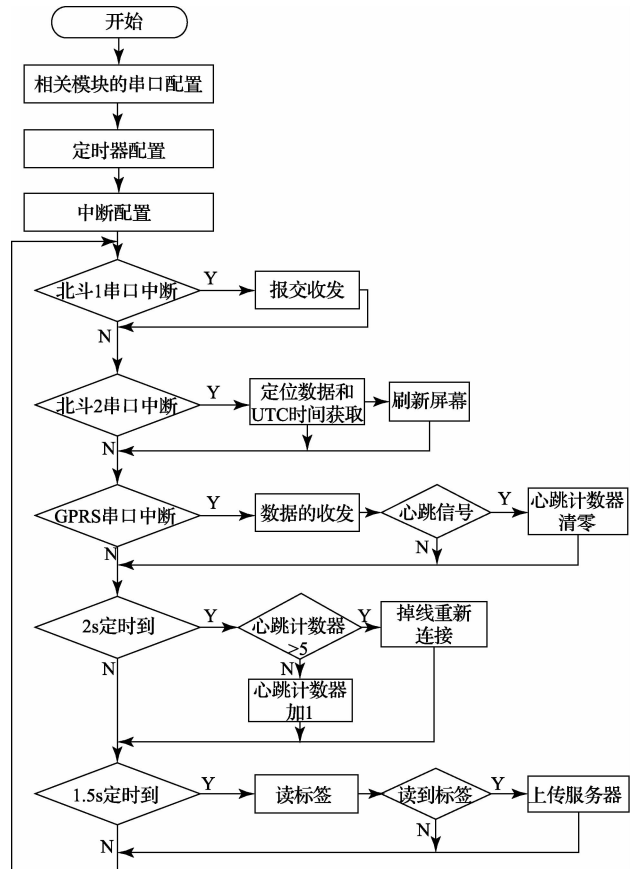 开始
相关模块的串口配置
定时器配置
中断配置
北斗1串口中断
Y
报交收发
N
北斗2串口中断
Y
定位数据和
UTC时间获取
刷新屏幕
N
GPRS串口中断
Y
数据的收发
心跳信号
Y
心跳计数器
清零
N
N
2s定时到
Y
心跳计数器
>5
Y
掉线重新
连接
N
N
心跳计数器
加1
1.5s定时到
Y
读标签
读到标签
Y
上传服务器
N
N